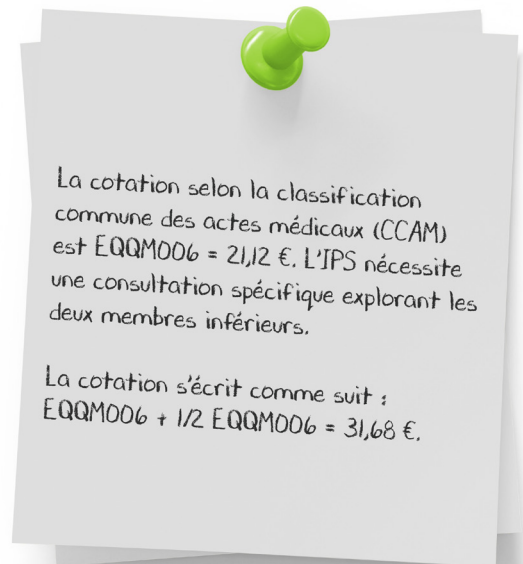 La cotation selon la classification
commune des actes médicaux (CCAM)
est EQQM006 = 21,12 €. L'IPS nécessite
une consultation spécifique explorant les
deux membres inférieurs.
La cotation s'écrit comme suit :
EQQM006 + 1/2 EQQM006 = 31,68 €.